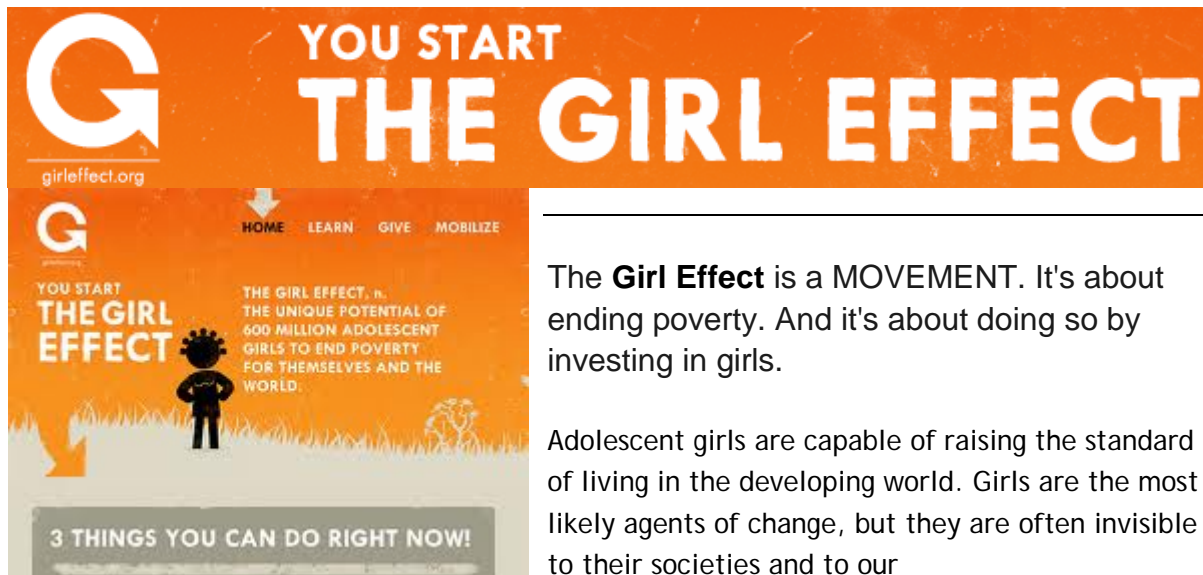 YOU START
THE GIRL EFFECT
girleffect.org
HOME LEARN GIVE MOBILIZE
YOU START
THE GIRL
EFFECT
THE GIRL EFFECT, n.
THE UNIQUE POTENTIAL OF
600 MILLION ADOLESCENT
GIRLS TO END POVERTY
FOR THEMSELVES AND THE
WORLD.
3 THINGS YOU CAN DO RIGHT NOW!
The Girl Effect is a MOVEMENT. It's about
ending poverty. And it's about doing so by
investing in girls.
Adolescent girls are capable of raising the standard
of living in the developing world. Girls are the most
likely agents of change, but they are often invisible
to their societies and to our